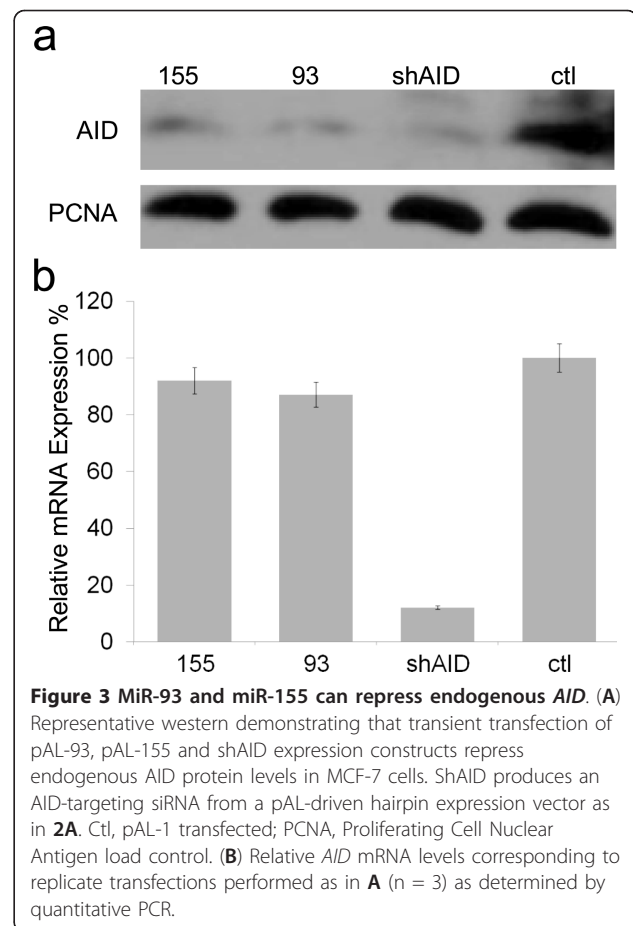 a
155 93 shAID ctl
AID
PCNA
b
120
100
80
60
40
20
0
Relative mRNA Expression %
155 93 shAID ctl
Figure 3 MiR-93 and miR-155 can repress endogenous AID. (A)
Representative western demonstrating that transient transfection of
pAL-93, pAL-155 and shAID expression constructs repress
endogenous AID protein levels in MCF-7 cells. ShAID produces an
AID-targeting siRNA from a pAL-driven hairpin expression vector as
in 2A. Ctl, pAL-1 transfected; PCNA, Proliferating Cell Nuclear
Antigen load control. (B) Relative AID mRNA levels corresponding to
replicate transfections performed as in A (n = 3) as determined by
quantitative PCR.